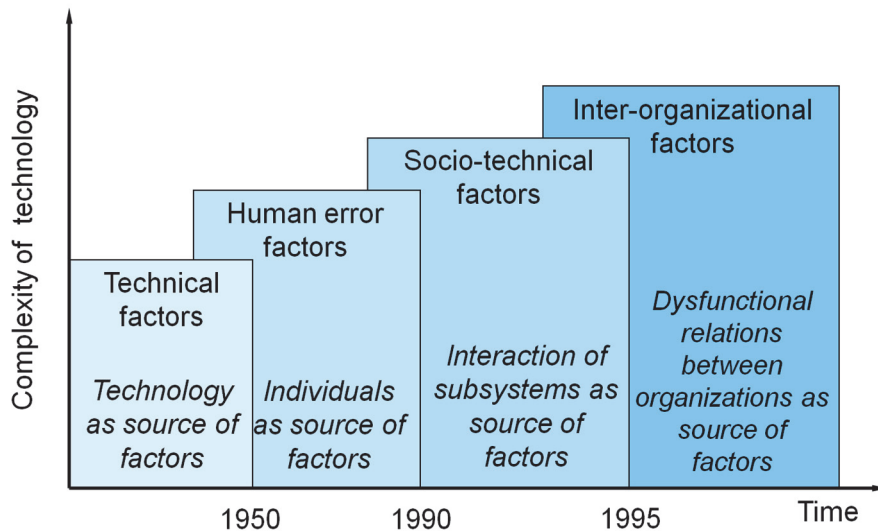 Complexity of technology
Inter-organizational
factors
Socio-technical
factors
Human error
factors
Technical
factors
Technology
as source of
factors
Individuals
as source of
factors
Interaction of
subsystems as
source of
factors
Dysfunctional
relations
between
organizations as
source of
factors
1950
1990
1995
Time